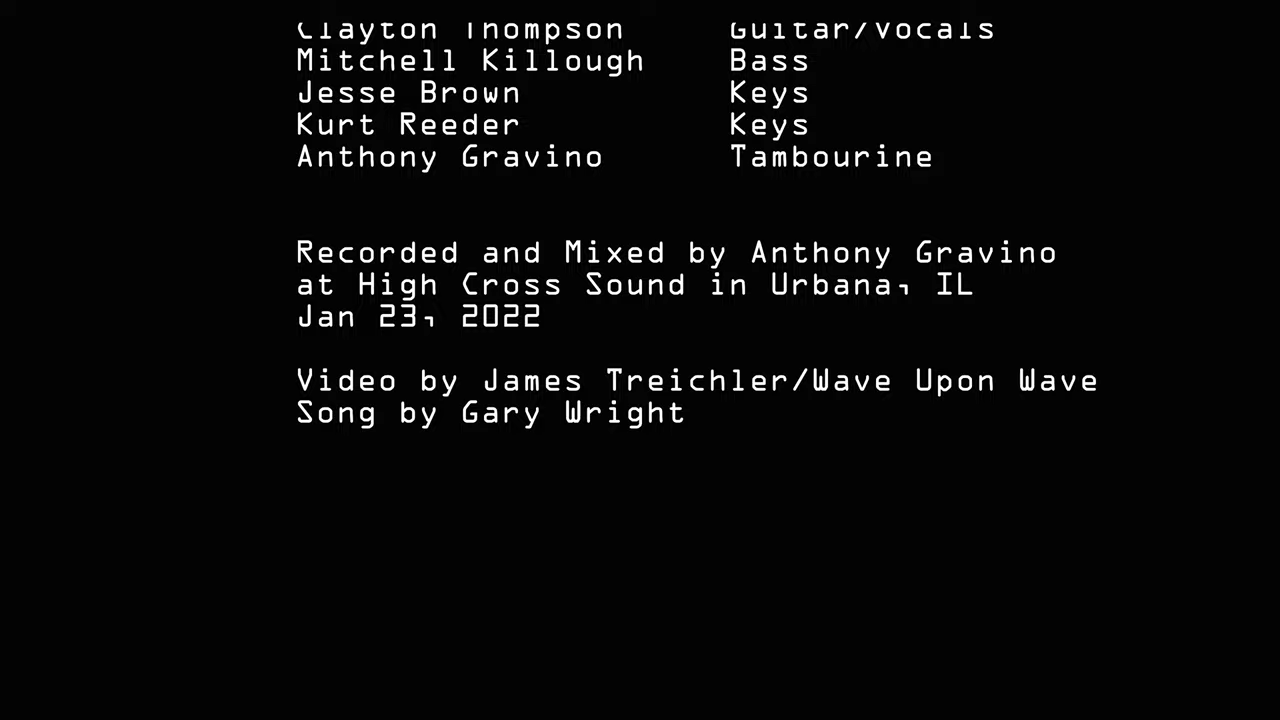 Clayton Thompson Guitar/Vocals
Mitchell Killough Bass
Jesse Brown Keys
Kurt Reeder Keys
Anthony Gravino Tambourine
Recorded and Mixed by Anthony Gravino
at High Cross Sound in Urbana, IL
Jan 23, 2022
Video by James Treichler/Wave Upon Wave
Song by Gary Wright